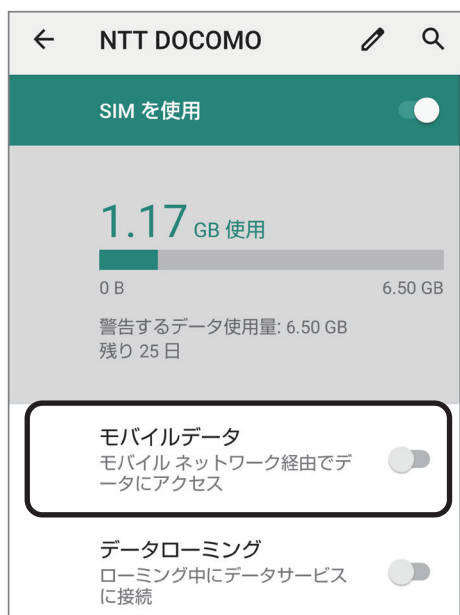 NTT DOCOMO
SIM を使用
1.17 GB 使用
0 B 6.50 GB
警告するデータ使用量: 6.50 GB
残り 25 日
モバイルデータ
モバイル ネットワーク経由でデ
ータにアクセス
データローミング
ローミング中にデータサービス
に接続